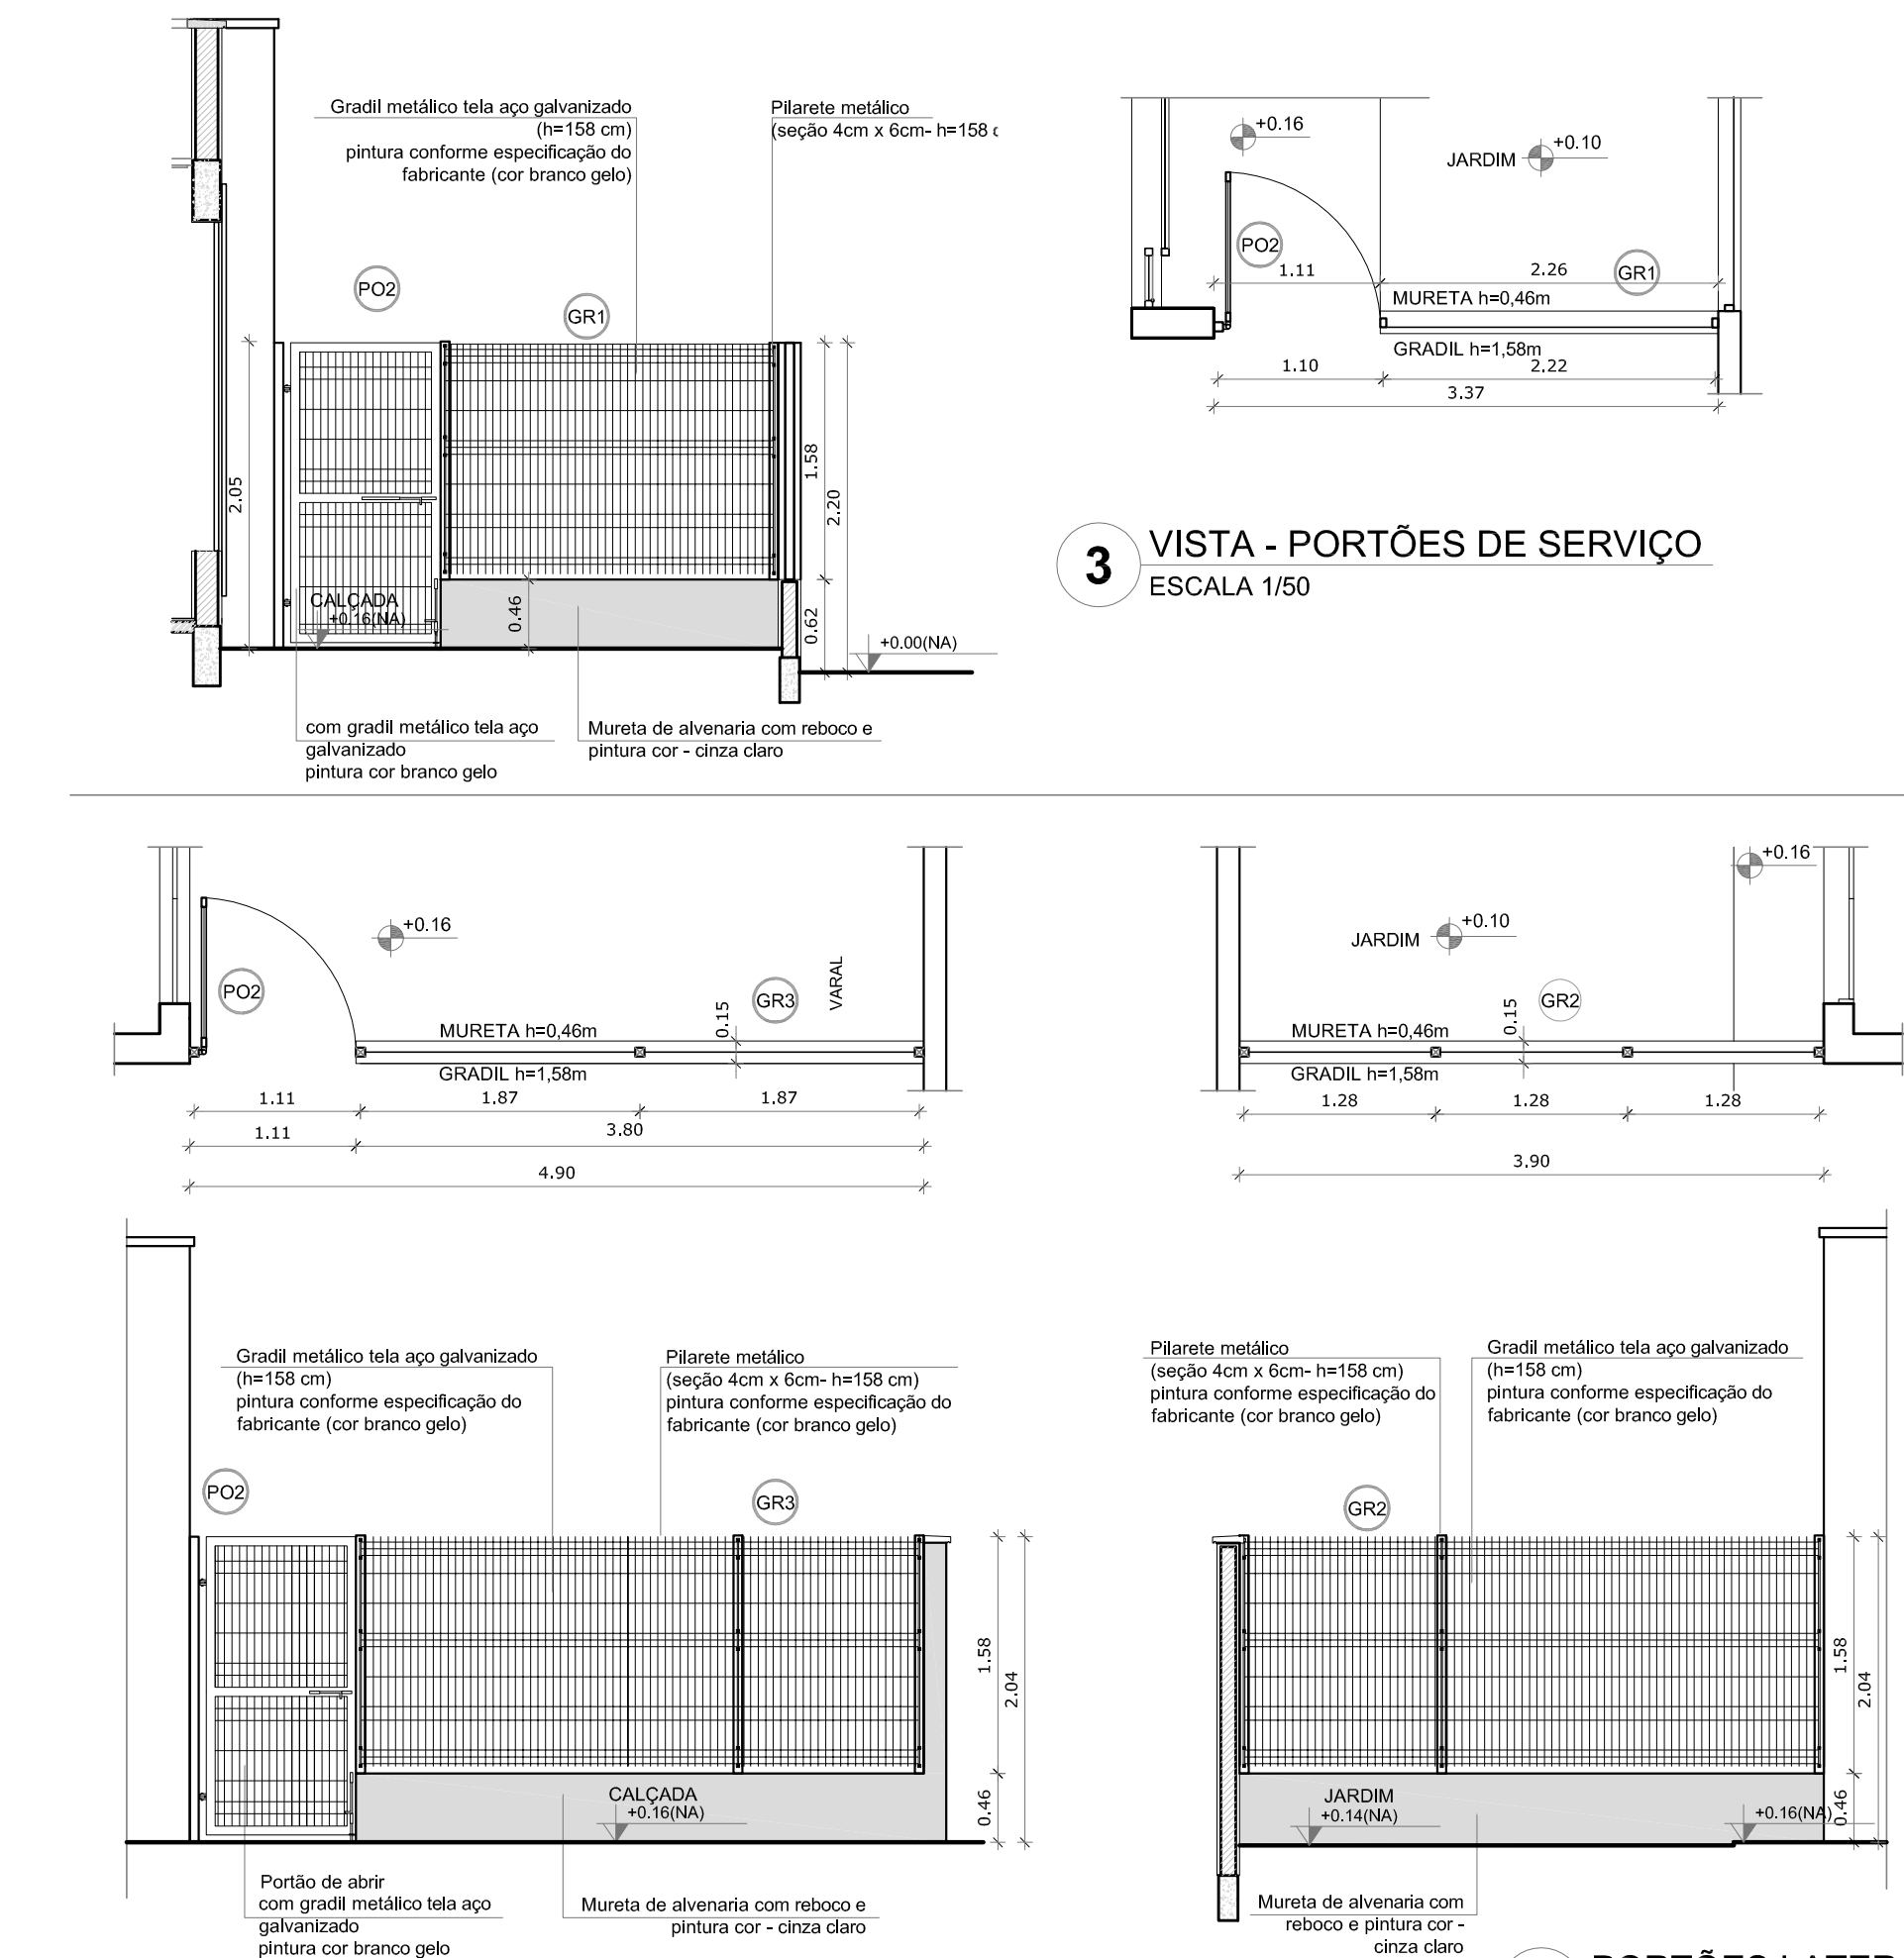 Gradil metálico tela aço galvanizado
(h=158 cm)
pintura conforme especificação do
fabricante (cor branco gelo)
Pilarete metálico
(seção 4cm x 6cm- h=158
PO2
GR1
2.05
1.58
2.20
0.46
0.62
CALÇADA
+0.16(NA)
+0.00(NA)
com gradil metálico tela aço
galvanizado
pintura cor branco gelo
Mureta de alvenaria com reboco e
pintura cor - cinza claro
+0.16
JARDIM
+0.10
PO2
1.11
2.26
GR1
MURETA h=0,46m
GRADIL h=1,58m
1.10
2.22
3.37
3
VISTA - PORTÕES DE SERVIÇO
ESCALA 1/50
+0.16
PO2
GR3
VARAL
0.15
MURETA h=0,46m
GRADIL h=1,58m
1.11
1.87
1.87
1.11
3.80
4.90
+0.16
JARDIM
+0.10
GR2
0.15
MURETA h=0,46m
GRADIL h=1,58m
1.28
1.28
1.28
3.90
Gradil metálico tela aço galvanizado
(h=158 cm)
pintura conforme especificação do
fabricante (cor branco gelo)
Pilarete metálico
(seção 4cm x 6cm- h=158 cm)
pintura conforme especificação do
fabricante (cor branco gelo)
PO2
GR3
1.58
2.04
0.46
CALÇADA
+0.16(NA)
Portão de abrir
com gradil metálico tela aço
galvanizado
pintura cor branco gelo
Mureta de alvenaria com reboco e
pintura cor - cinza claro
Pilarete metálico
(seção 4cm x 6cm- h=158 cm)
pintura conforme especificação do
fabricante (cor branco gelo)
Gradil metálico tela aço galvanizado
(h=158 cm)
pintura conforme especificação do
fabricante (cor branco gelo)
GR2
1.58
2.04
0.46
JARDIM
+0.14(NA)
+0.16(NA)
Mureta de alvenaria com
reboco e pintura cor -
cinza claro